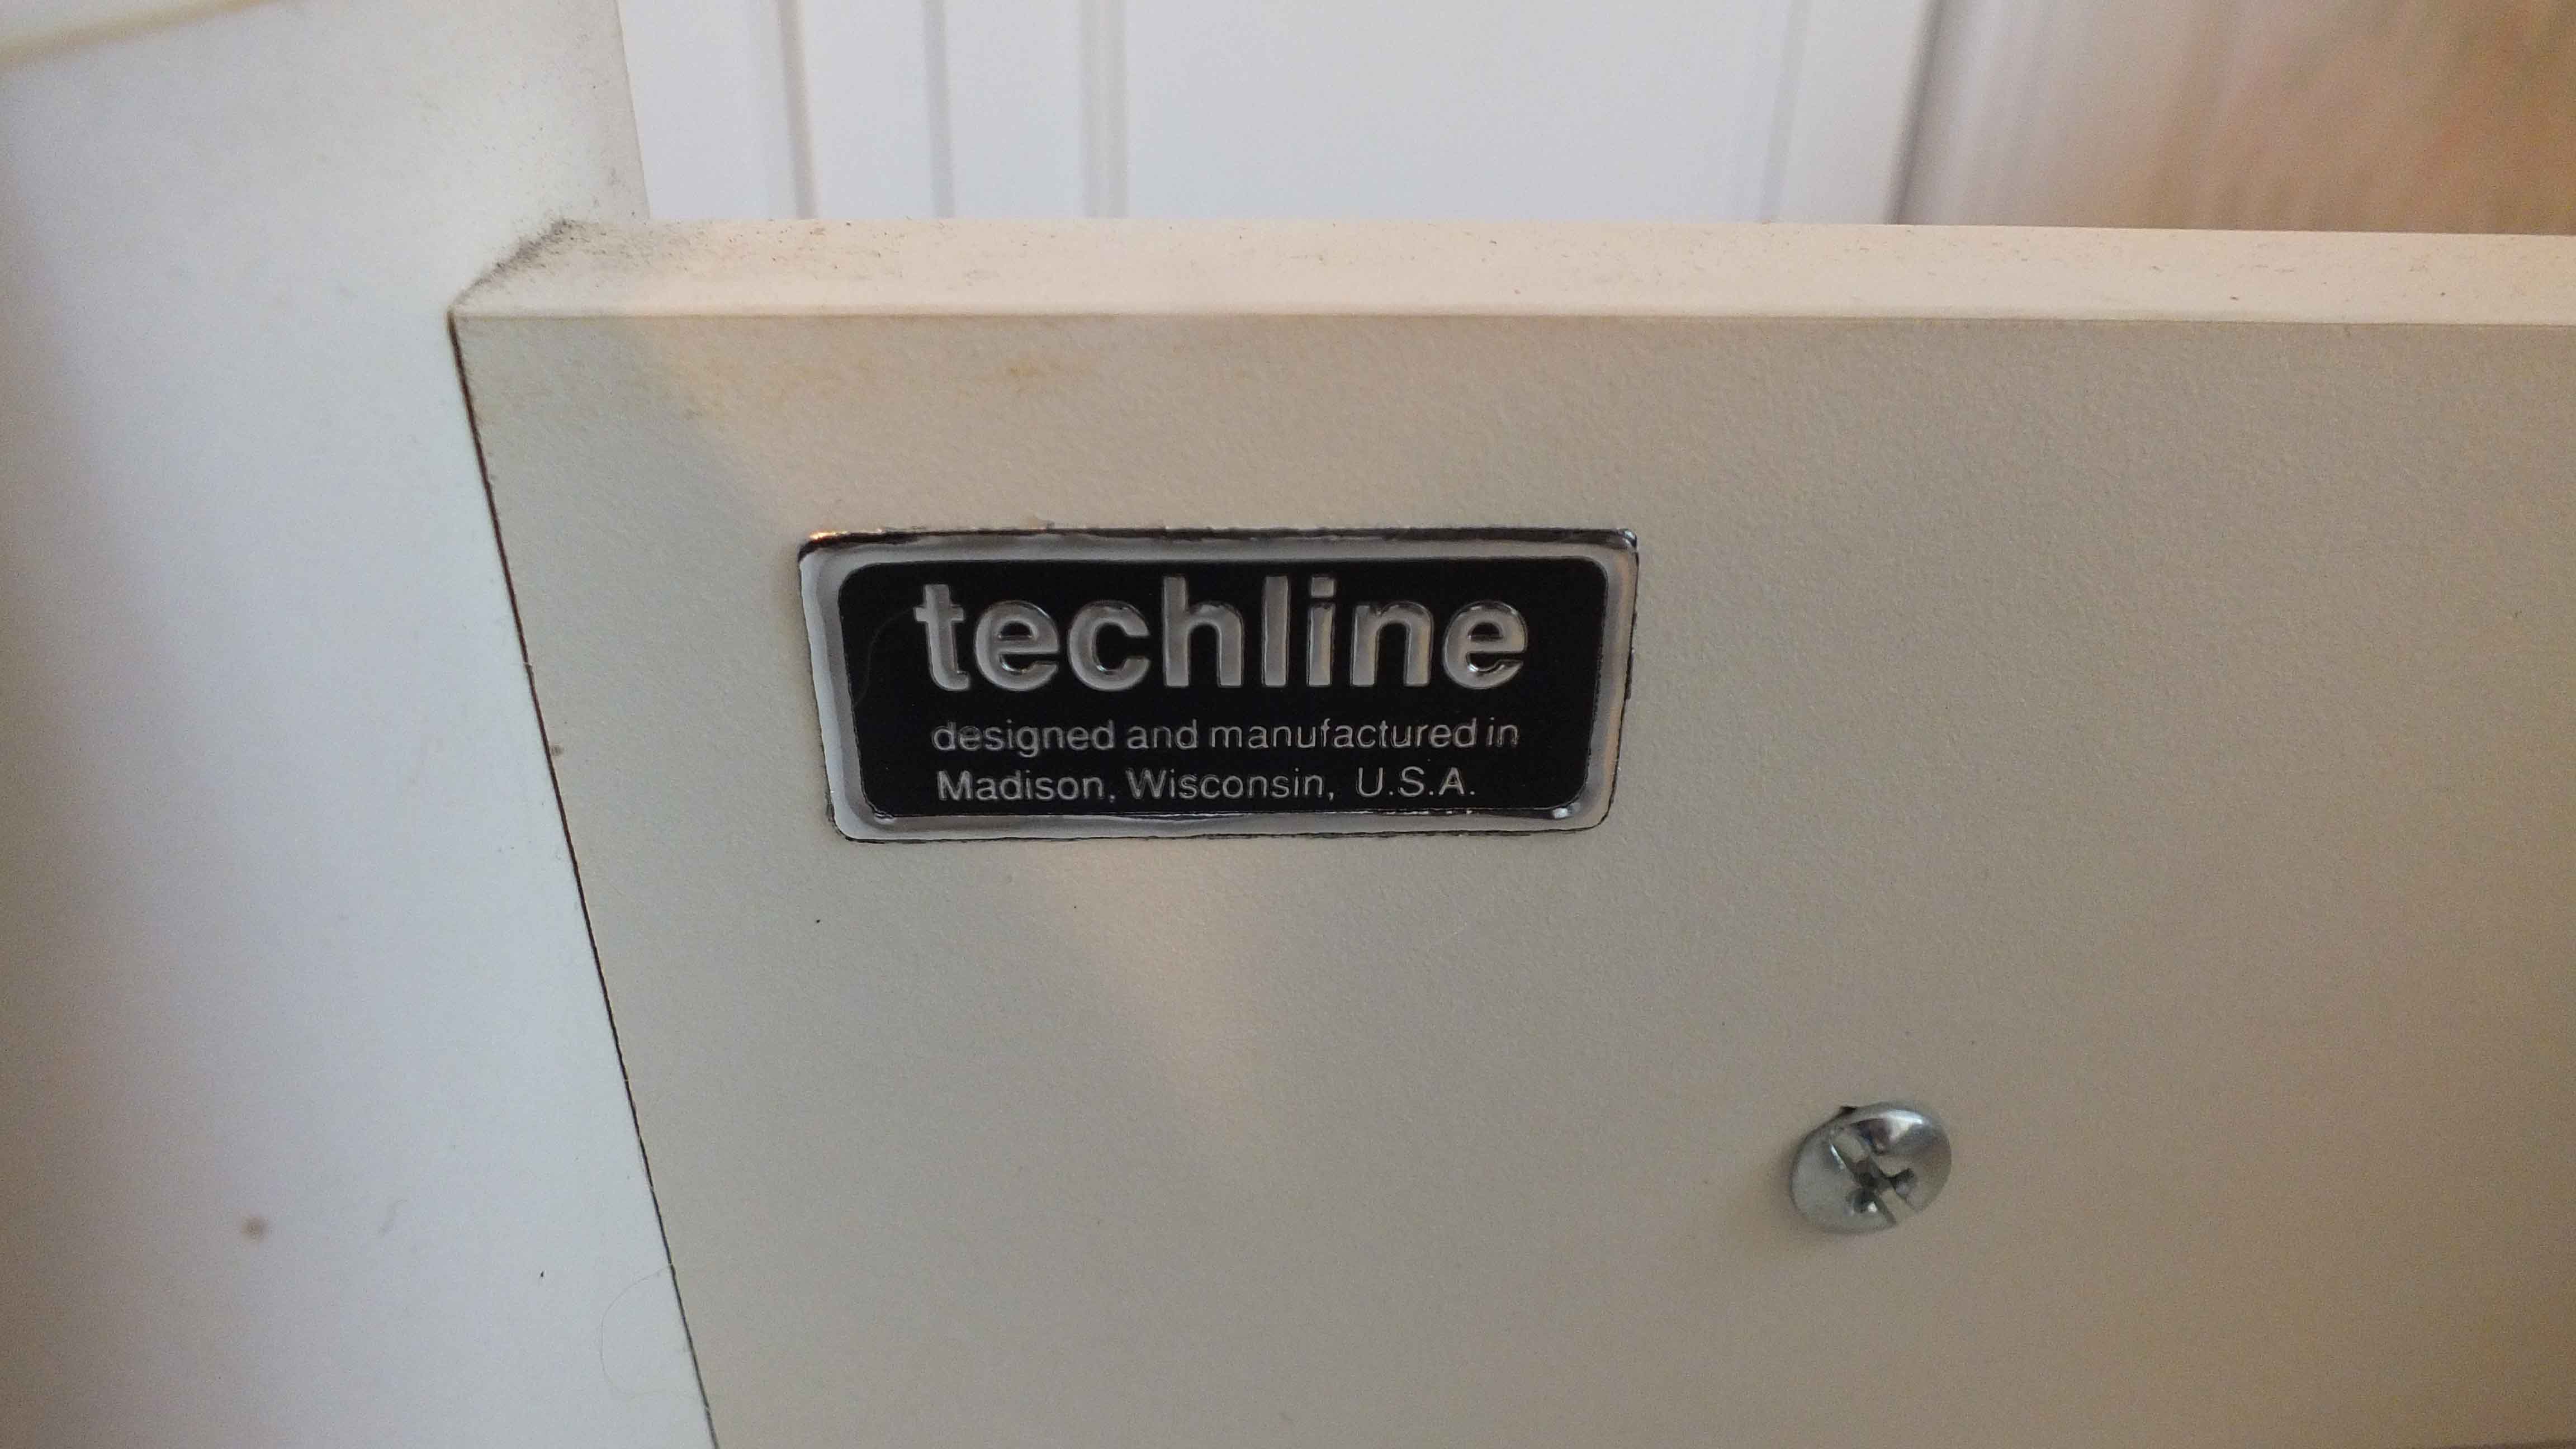 techline
designed and manufactured in
Madison, Wisconsin, U.S.A.